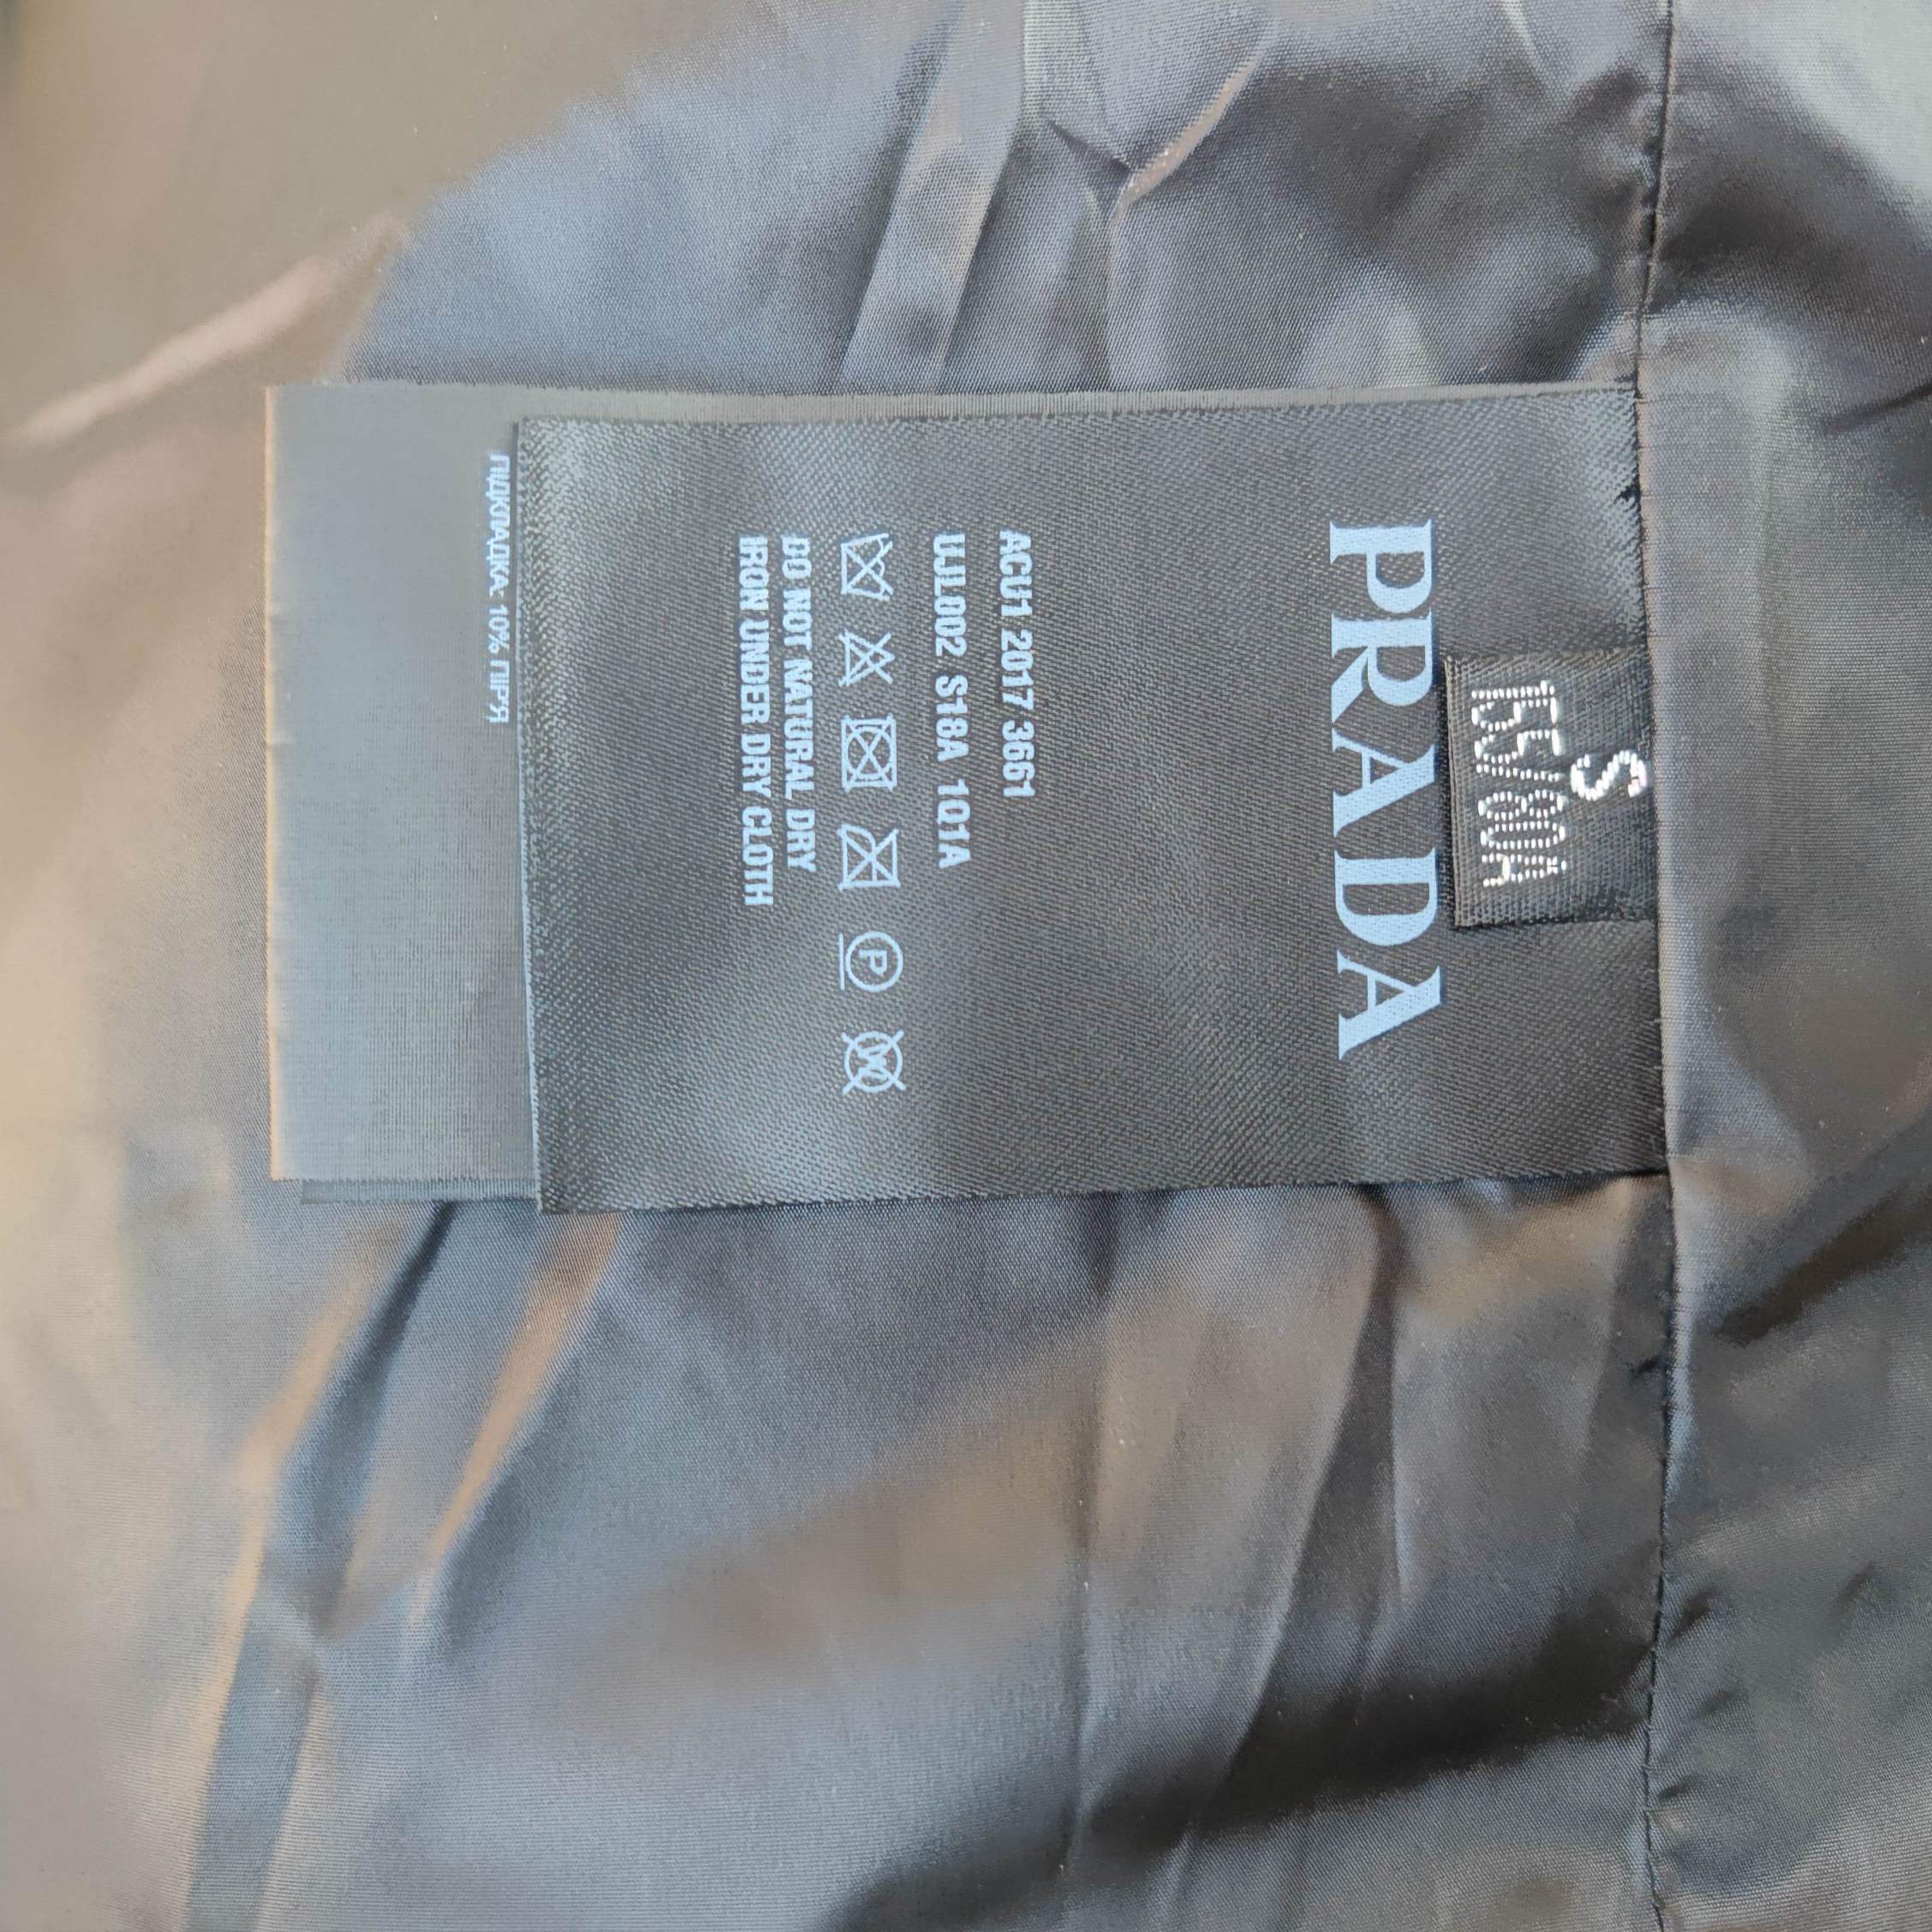 S
155/80A
PRADA
ACU1 2017 3661
UJL002 S18A 1Q1A
P
W
DO NOT NATURAL DRY
IRON UNDER DRY CLOTH
ПІДКЛАДКА: 10% ПІР'Я